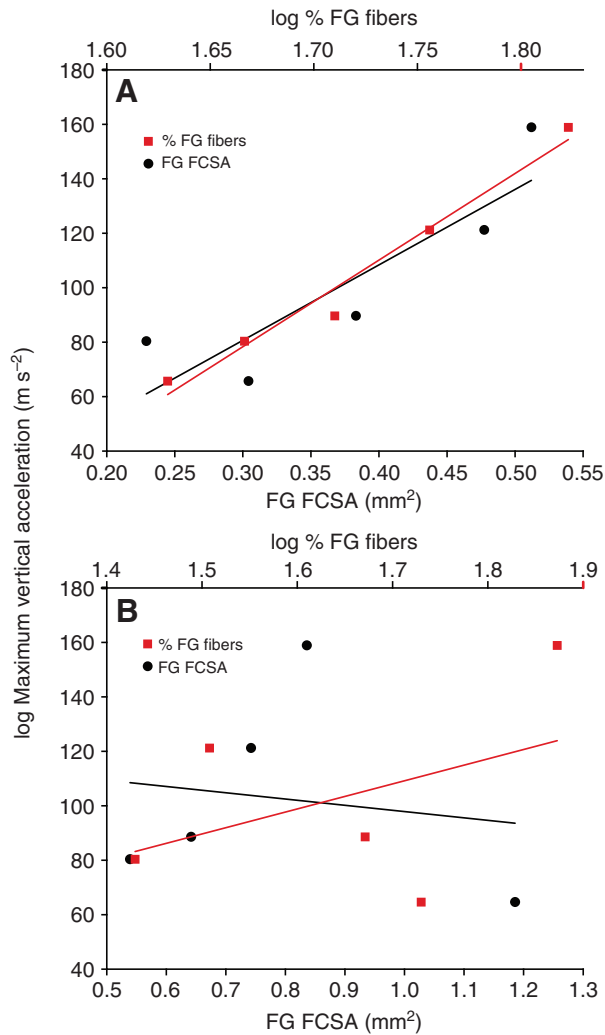 log % FG fibers
1.60 1.65 1.70 1.75 1.80
180
A
160
% FG fibers
FG FCSA
140
120
100
80
60
40
0.20 0.25 0.30 0.35 0.40 0.45 0.50 0.55
FG FCSA (mm²)
log Maximum vertical acceleration (m s⁻²)
log % FG fibers
1.4 1.5 1.6 1.7 1.8 1.9
180
B
160
% FG fibers
FG FCSA
140
120
100
80
60
40
0.5 0.6 0.7 0.8 0.9 1.0 1.1 1.2 1.3
FG FCSA (mm²)